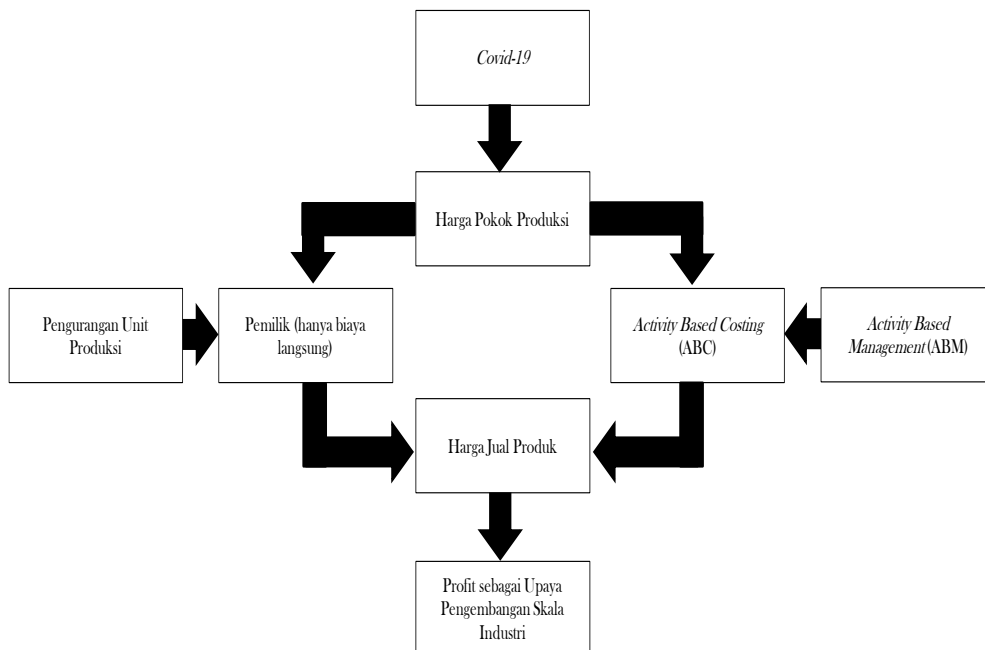 Covid-19
Harga Pokok Produksi
Pengurangan Unit
Produksi
Pemilik (hanya biaya
langsung)
Activity Based Costing
(ABC)
Activity Based
Management (ABM)
Harga Jual Produk
Profit sebagai Upaya
Pengembangan Skala
Industri